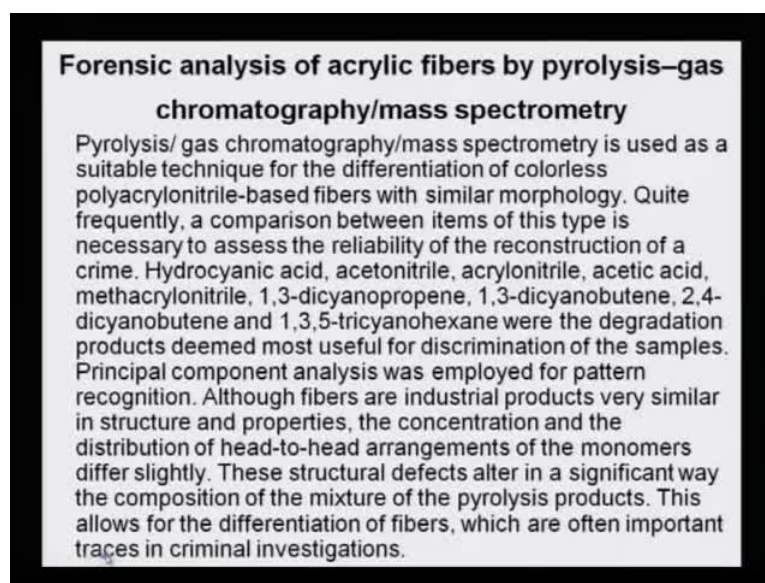 Forensic analysis of acrylic fibers by pyrolysis–gas
chromatography/mass spectrometry
Pyrolysis/ gas chromatography/mass spectrometry is used as a
suitable technique for the differentiation of colorless
polyacrylonitrile-based fibers with similar morphology. Quite
frequently, a comparison between items of this type is
necessary to assess the reliability of the reconstruction of a
crime. Hydrocyanic acid, acetonitrile, acrylonitrile, acetic acid,
methacrylonitrile, 1,3-dicyanopropene, 1,3-dicyanobutene, 2,4-
dicyanobutene and 1,3,5-tricyanohexane were the degradation
products deemed most useful for discrimination of the samples.
Principal component analysis was employed for pattern
recognition. Although fibers are industrial products very similar
in structure and properties, the concentration and the
distribution of head-to-head arrangements of the monomers
differ slightly. These structural defects alter in a significant way
the composition of the mixture of the pyrolysis products. This
allows for the differentiation of fibers, which are often important
traces in criminal investigations.